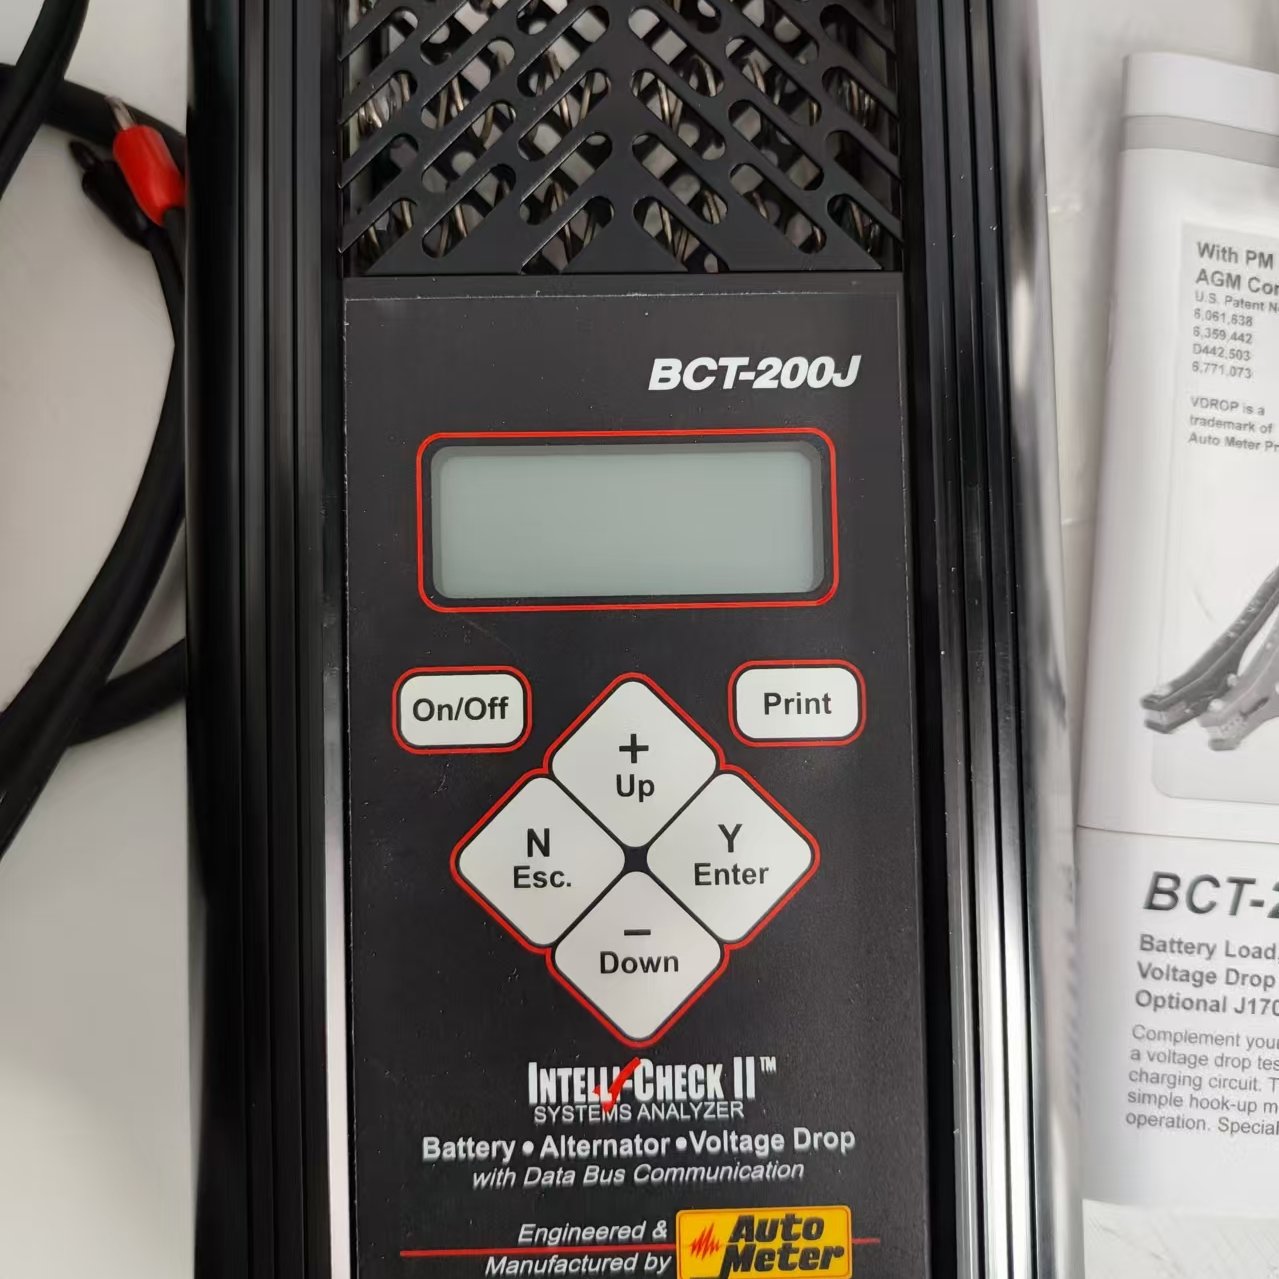 BCT-200J
On/Off
Print
+
Up
N
Esc.
Y
Enter
−
Down
INTELLI-CHECK II™
SYSTEMS ANALYZER
Battery • Alternator • Voltage Drop
with Data Bus Communication
Engineered &
Manufactured by
Auto
Meter
With PM
AGM
U.S. Patent
6,061,638
6,359,442
D442,503
6,771,073
VDROP is a
trademark of
Auto Meter
BCT-
Battery Load,
Voltage Drop
Optional
Complement
a voltage drop
charging circuit.
simple hook-up
operation.